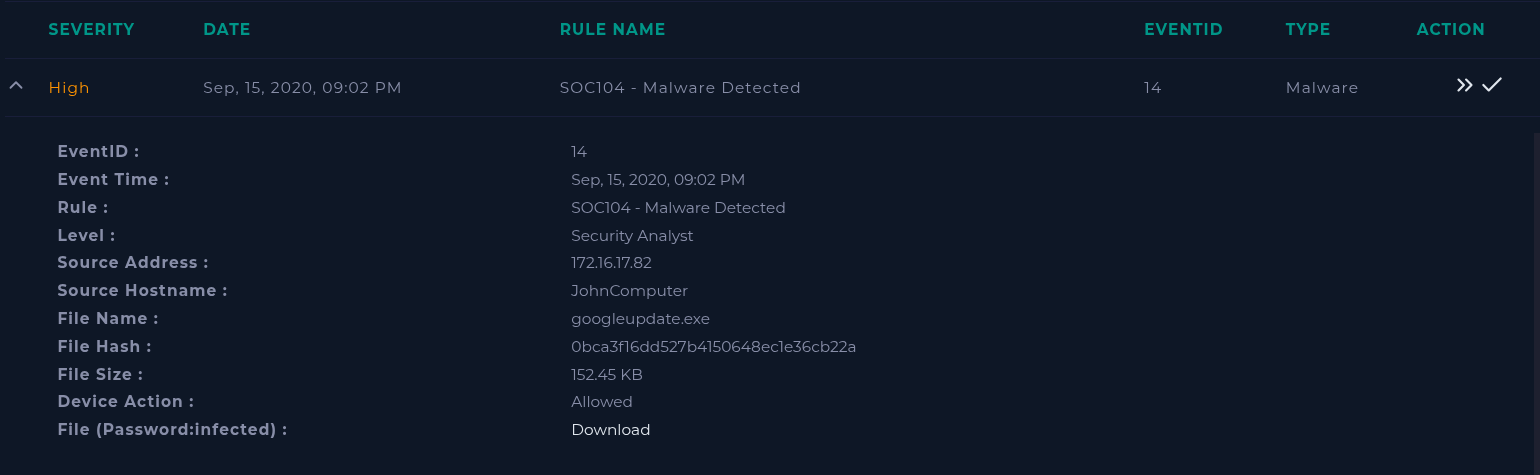 SEVERITY DATE RULE NAME EVENTID TYPE ACTION
High Sep, 15, 2020, 09:02 PM SOC104 - Malware Detected 14 Malware
EventID : 14
Event Time : Sep, 15, 2020, 09:02 PM
Rule : SOC104 - Malware Detected
Level : Security Analyst
Source Address : 172.16.17.82
Source Hostname : JohnComputer
File Name : googleupdate.exe
File Hash : 0bca3f16dd527b4150648ec1e36cb22a
File Size : 152.45 KB
Device Action : Allowed
File (Password:infected) : Download